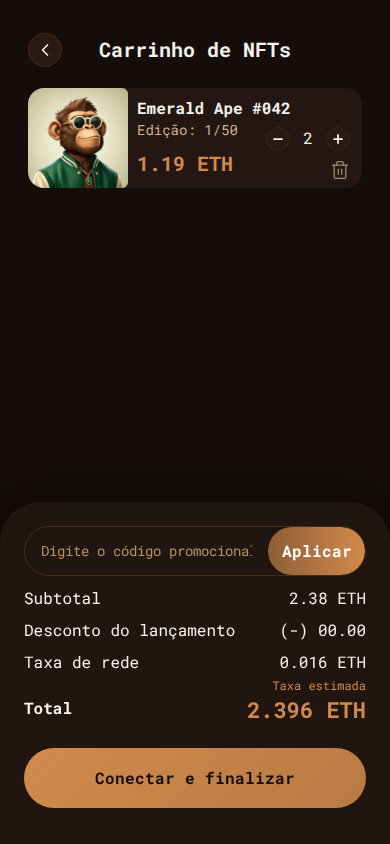 Carrinho de NFTs
Emerald Ape #042
Edição: 1/50
2
1.19 ETH
Digite o código promociona
Aplicar
Subtotal
2.38 ETH
Desconto do lançamento
(-) 00.00
Taxa de rede
0.016 ETH
Taxa estimada
Total
2.396 ETH
Conectar e finalizar